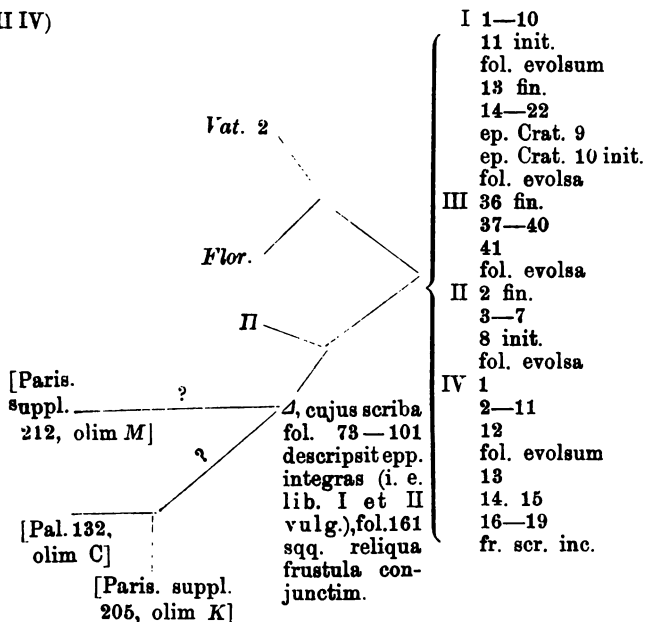 II IV)
I 1—10
11 init.
fol. evolsum
13 fin.
14—22
ep. Crat. 9
ep. Crat. 10 init.
fol. evolsa
III 36 fin.
37—40
41
fol. evolsa
II 2 fin.
3—7
8 init.
fol. evolsa
IV 1
2—11
12
fol. evolsum
13
14. 15
16—19
fr. scr. inc.
Vat. 2
Flor.
Π
[Paris.
suppl.
212, olim M]
?
?
Δ, cujus scriba
fol. 73—101
descripsit epp.
integras (i. e.
lib. I et II
vulg.), fol. 161
sqq. reliqua
frustula con-
junctim.
[Pal. 132,
olim C]
[Paris. suppl.
205, olim K]